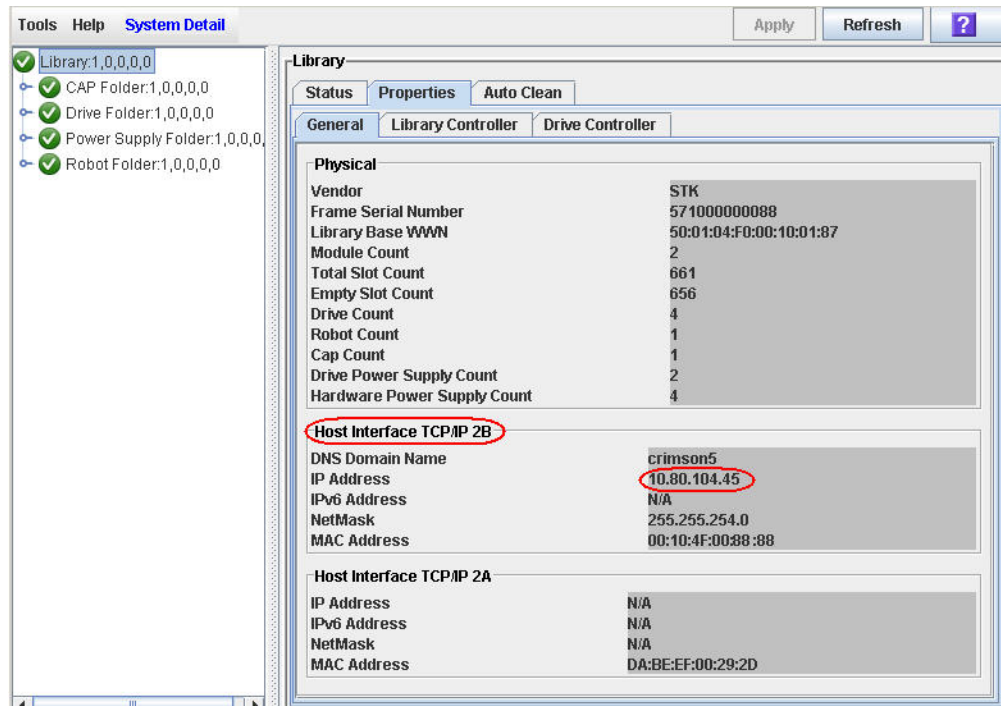 Tools Help System Detail Apply Refresh ?
Library:1,0,0,0,0
CAP Folder:1,0,0,0,0
Drive Folder:1,0,0,0,0
Power Supply Folder:1,0,0,0,
Robot Folder:1,0,0,0,0
Library
Status Properties Auto Clean
General Library Controller Drive Controller
Physical
Vendor STK
Frame Serial Number 571000000088
Library Base WWN 50:01:04:F0:00:10:01:87
Module Count 2
Total Slot Count 661
Empty Slot Count 656
Drive Count 4
Robot Count 1
Cap Count 1
Drive Power Supply Count 2
Hardware Power Supply Count 4
Host Interface TCP/IP 2B
DNS Domain Name crimson5
IP Address 10.80.104.45
IPv6 Address N/A
NetMask 255.255.254.0
MAC Address 00:10:4F:00:88:88
Host Interface TCP/IP 2A
IP Address N/A
IPv6 Address N/A
NetMask N/A
MAC Address DA:BE:EF:00:29:2D